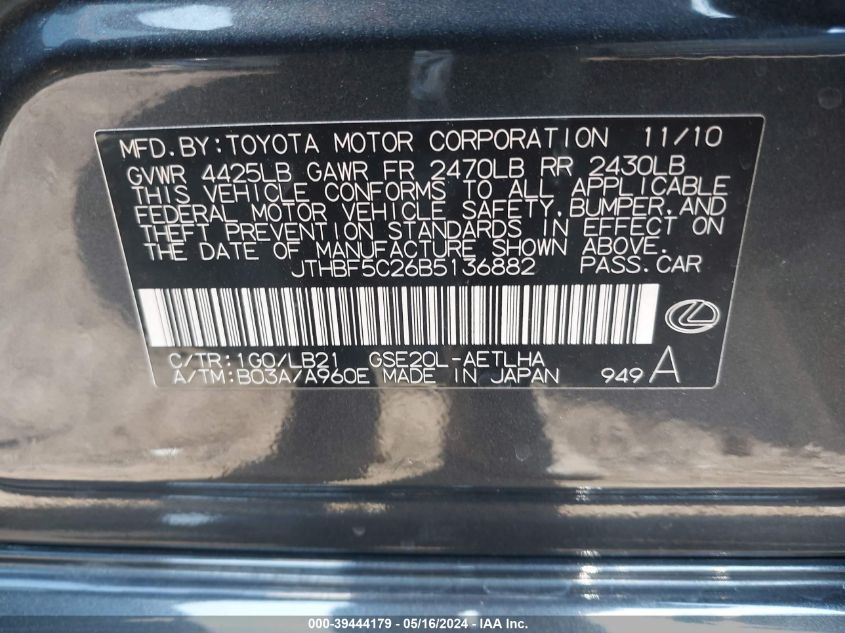 MFD.BY:TOYOTA MOTOR CORPORATION 11/10
GVWR 4425LB GAWR FR 2470LB RR 2430LB
THIS VEHICLE CONFORMS TO ALL APPLICABLE
FEDERAL MOTOR VEHICLE SAFETY,BUMPER,AND
THEFT PREVENTION STANDARDS IN EFFECT ON
THE DATE OF MANUFACTURE SHOWN ABOVE.
JTHBF5C26B5136882 PASS.CAR
C/TR:1G0/LB21 GSE20L-AETLHA
A/TM:B03A/A960E MADE IN JAPAN 949A
000-39444179 - 05/16/2024 - IAA Inc.